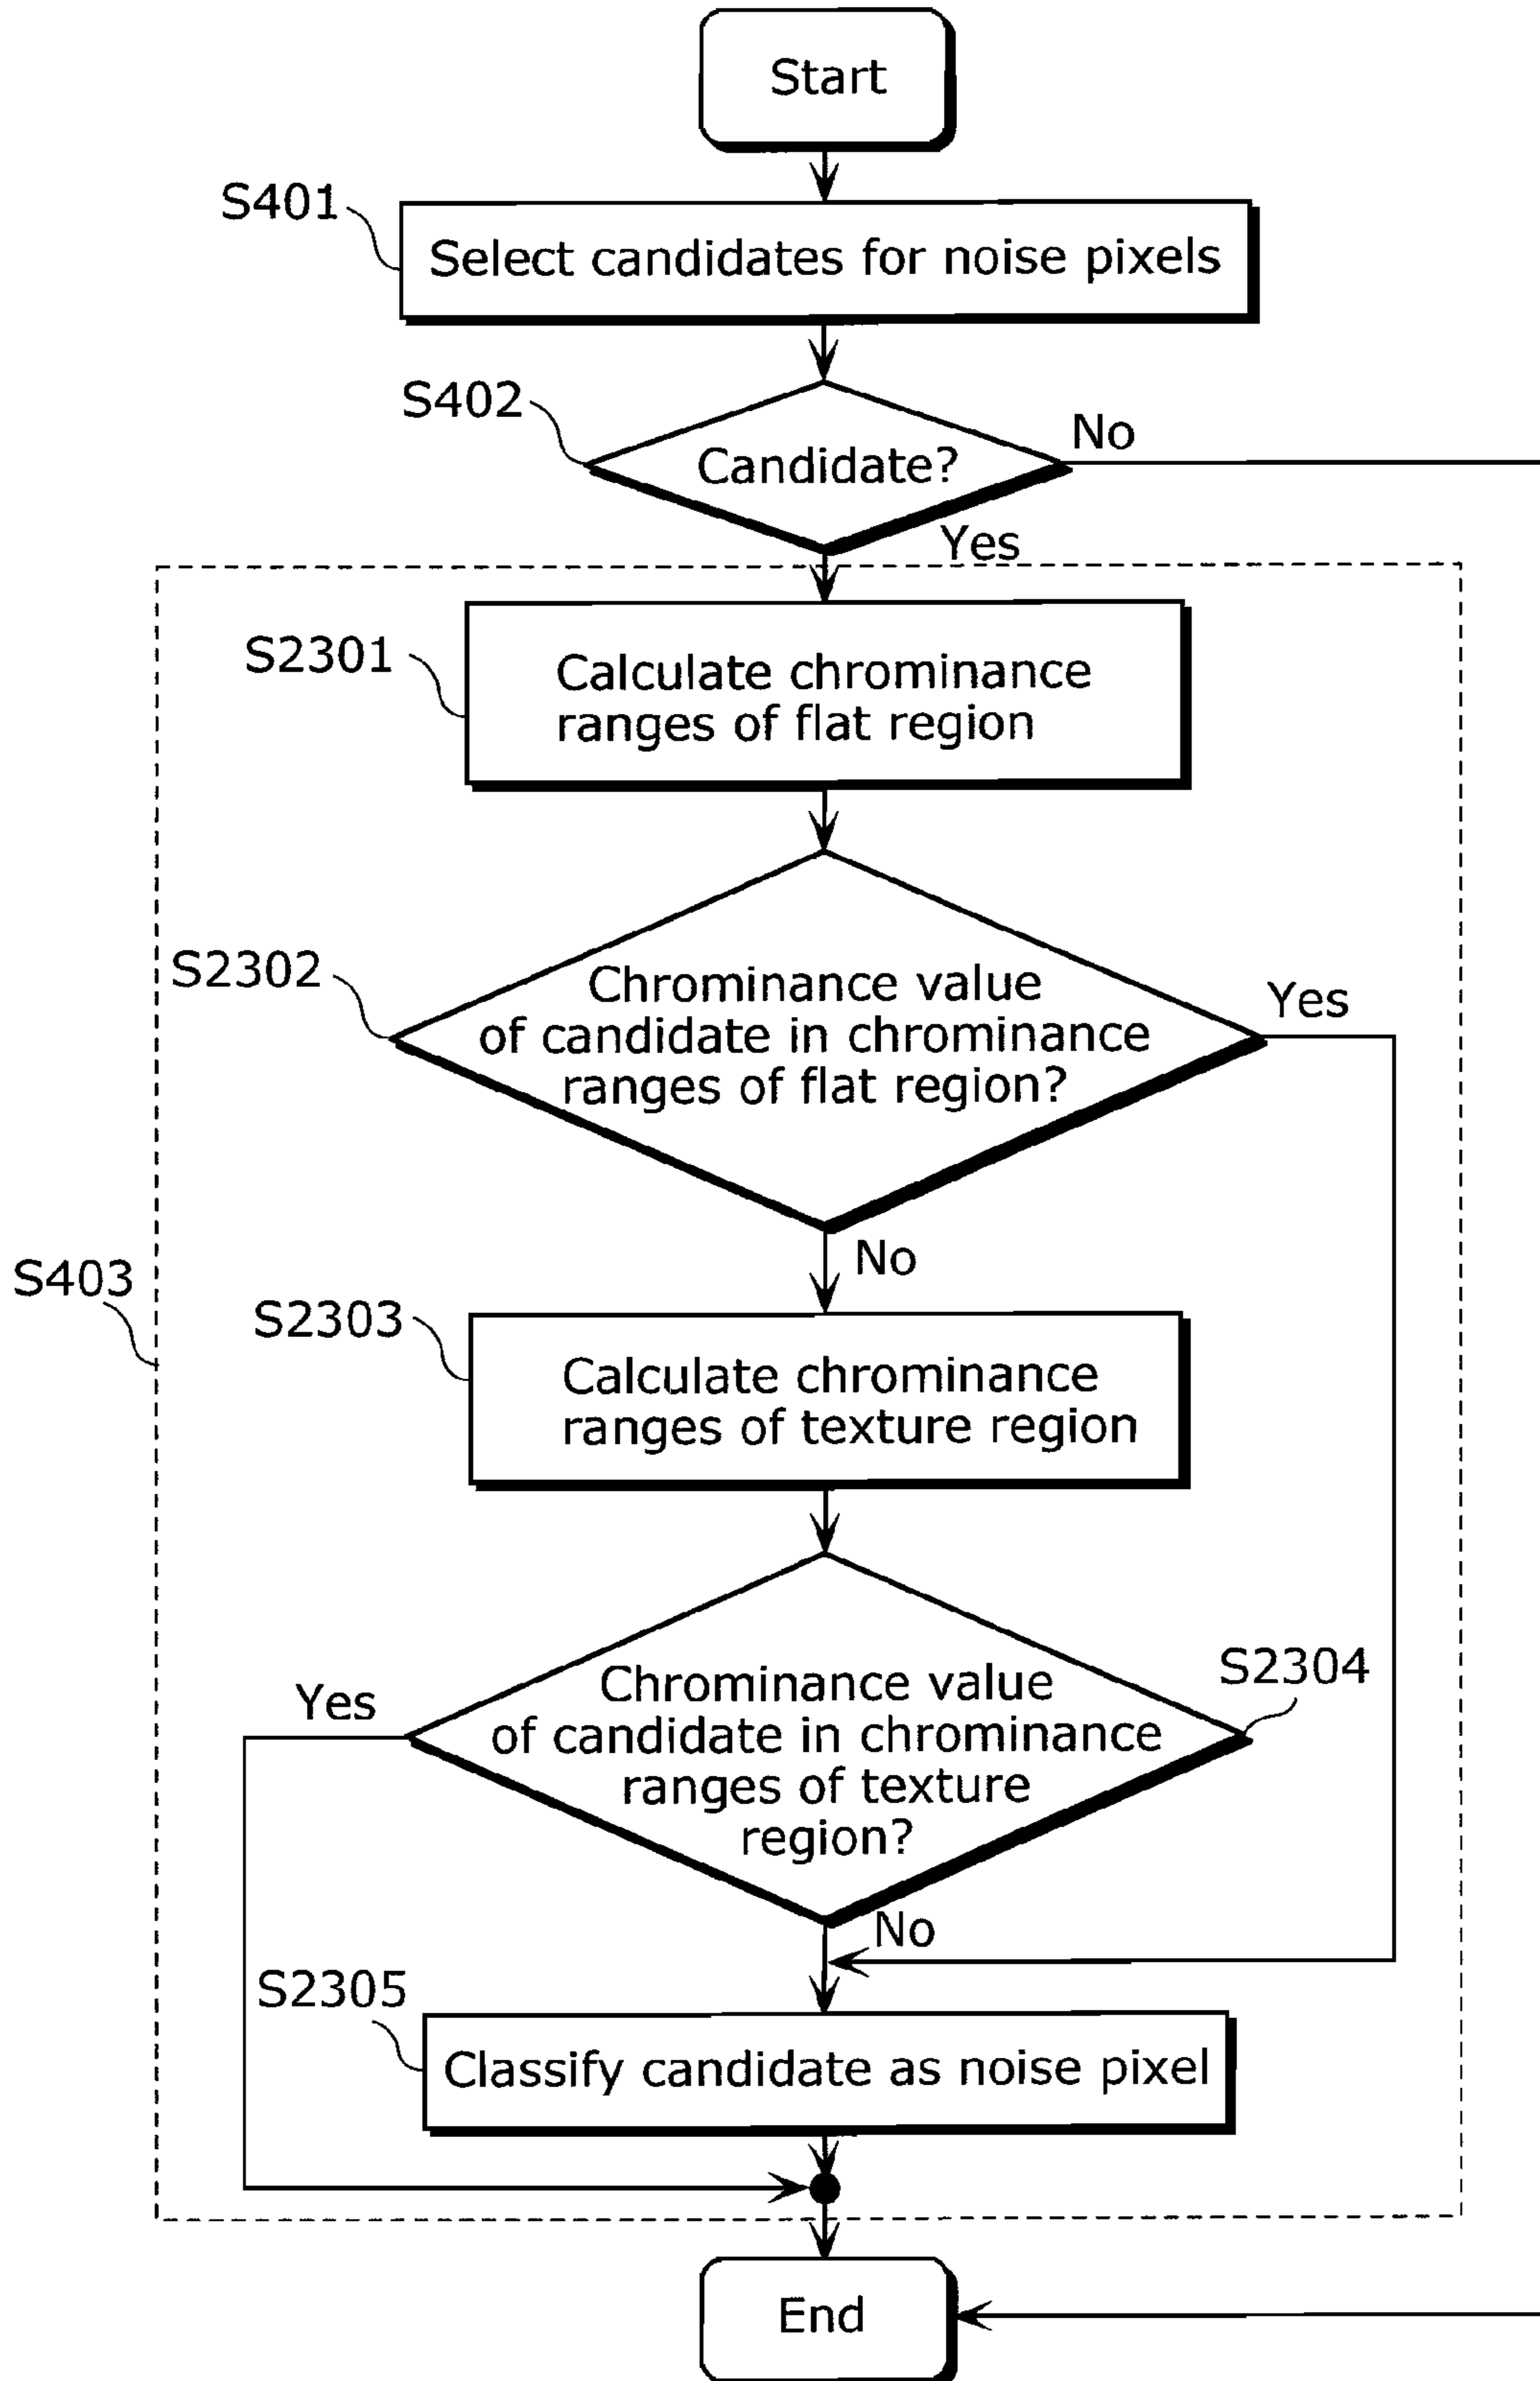 Start
S401
Select candidates for noise pixels
S402
Candidate?
No
Yes
S2301
Calculate chrominance
ranges of flat region
S2302
Chrominance value
of candidate in chrominance
ranges of flat region?
Yes
No
S403
S2303
Calculate chrominance
ranges of texture region
S2304
Yes
Chrominance value
of candidate in chrominance
ranges of texture
region?
No
S2305
Classify candidate as noise pixel
End